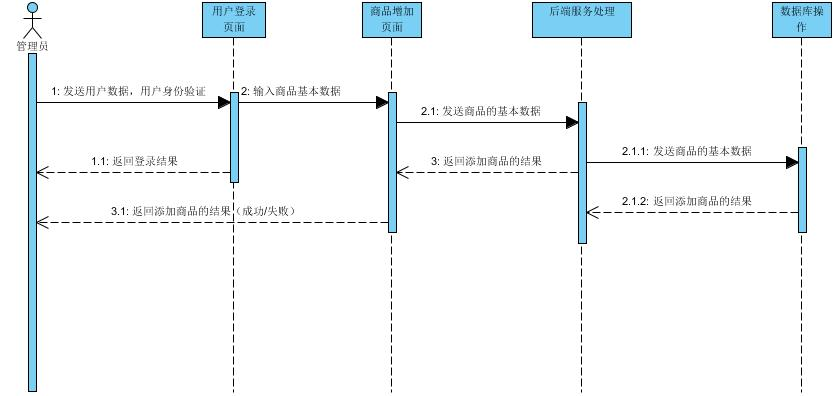 管理员
用户登录
页面
商品增加
页面
后端服务处理
数据库操
作
1: 发送用户数据，用户身份验证
2: 输入商品基本数据
2.1: 发送商品的基本数据
2.1.1: 发送商品的基本数据
1.1: 返回登录结果
3: 返回添加商品的结果
2.1.2: 返回添加商品的结果
3.1: 返回添加商品的结果（成功/失败）